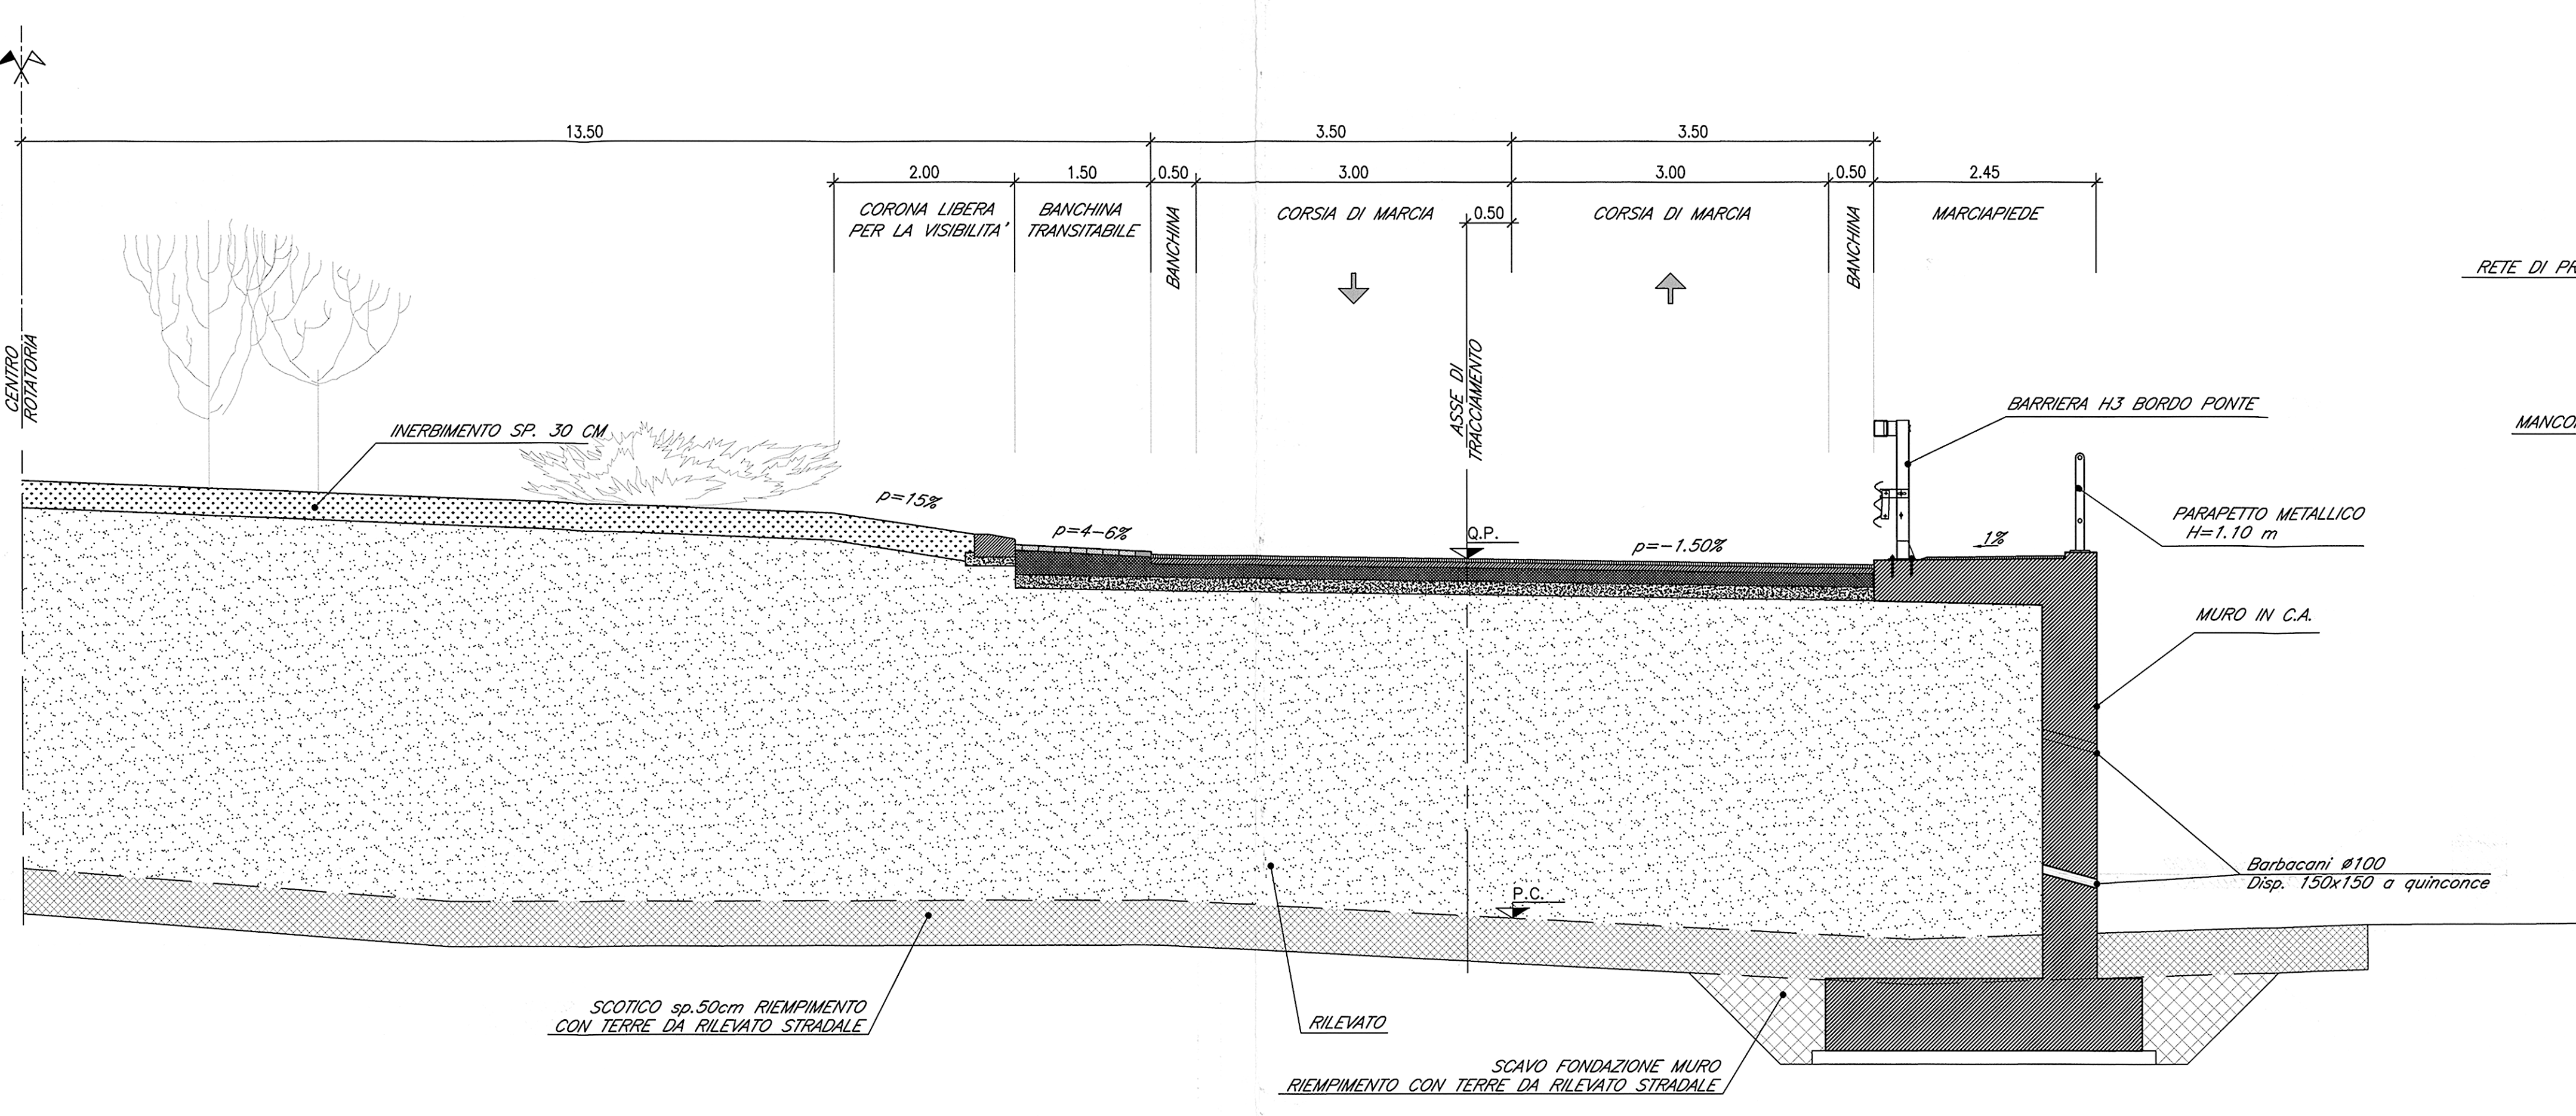 13.50
3.50
3.50
2.00
1.50
0.50
3.00
3.00
0.50
2.45
CORONA LIBERA
PER LA VISIBILITA'
BANCHINA
TRANSITABILE
BANCHINA
CORSIA DI MARCIA
0.50
CORSIA DI MARCIA
BANCHINA
MARCIAPIEDE
RETE DI PR
CENTRO
ROTATORIA
ASSE DI
TRACCIAMENTO
BARRIERA H3 BORDO PONTE
INERBIMENTO SP. 30 CM
p=15%
p=4-6%
Q.P.
p=-1.50%
1%
PARAPETTO METALLICO
H=1.10 m
MURO IN C.A.
Barbacani ø100
Disp. 150x150 a quinconce
P.C.
SCOTICO sp.50cm RIEMPIMENTO
CON TERRE DA RILEVATO STRADALE
RILEVATO
SCAVO FONDAZIONE MURO
RIEMPIMENTO CON TERRE DA RILEVATO STRADALE